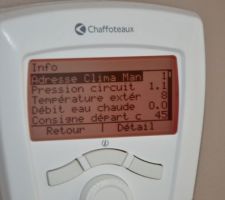 Chaffoteaux
Info
Adresse Clima Man 1
Pression circuit 1.1
Température extér 8
Débit eau chaude 0.0
Consigne départ c 45
Retour | Détail
i